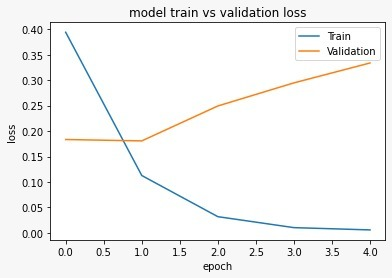 model train vs validation loss
Train
Validation
0.40
0.35
0.30
0.25
0.20
0.15
0.10
0.05
0.00
loss
0.0 0.5 1.0 1.5 2.0 2.5 3.0 3.5 4.0
epoch